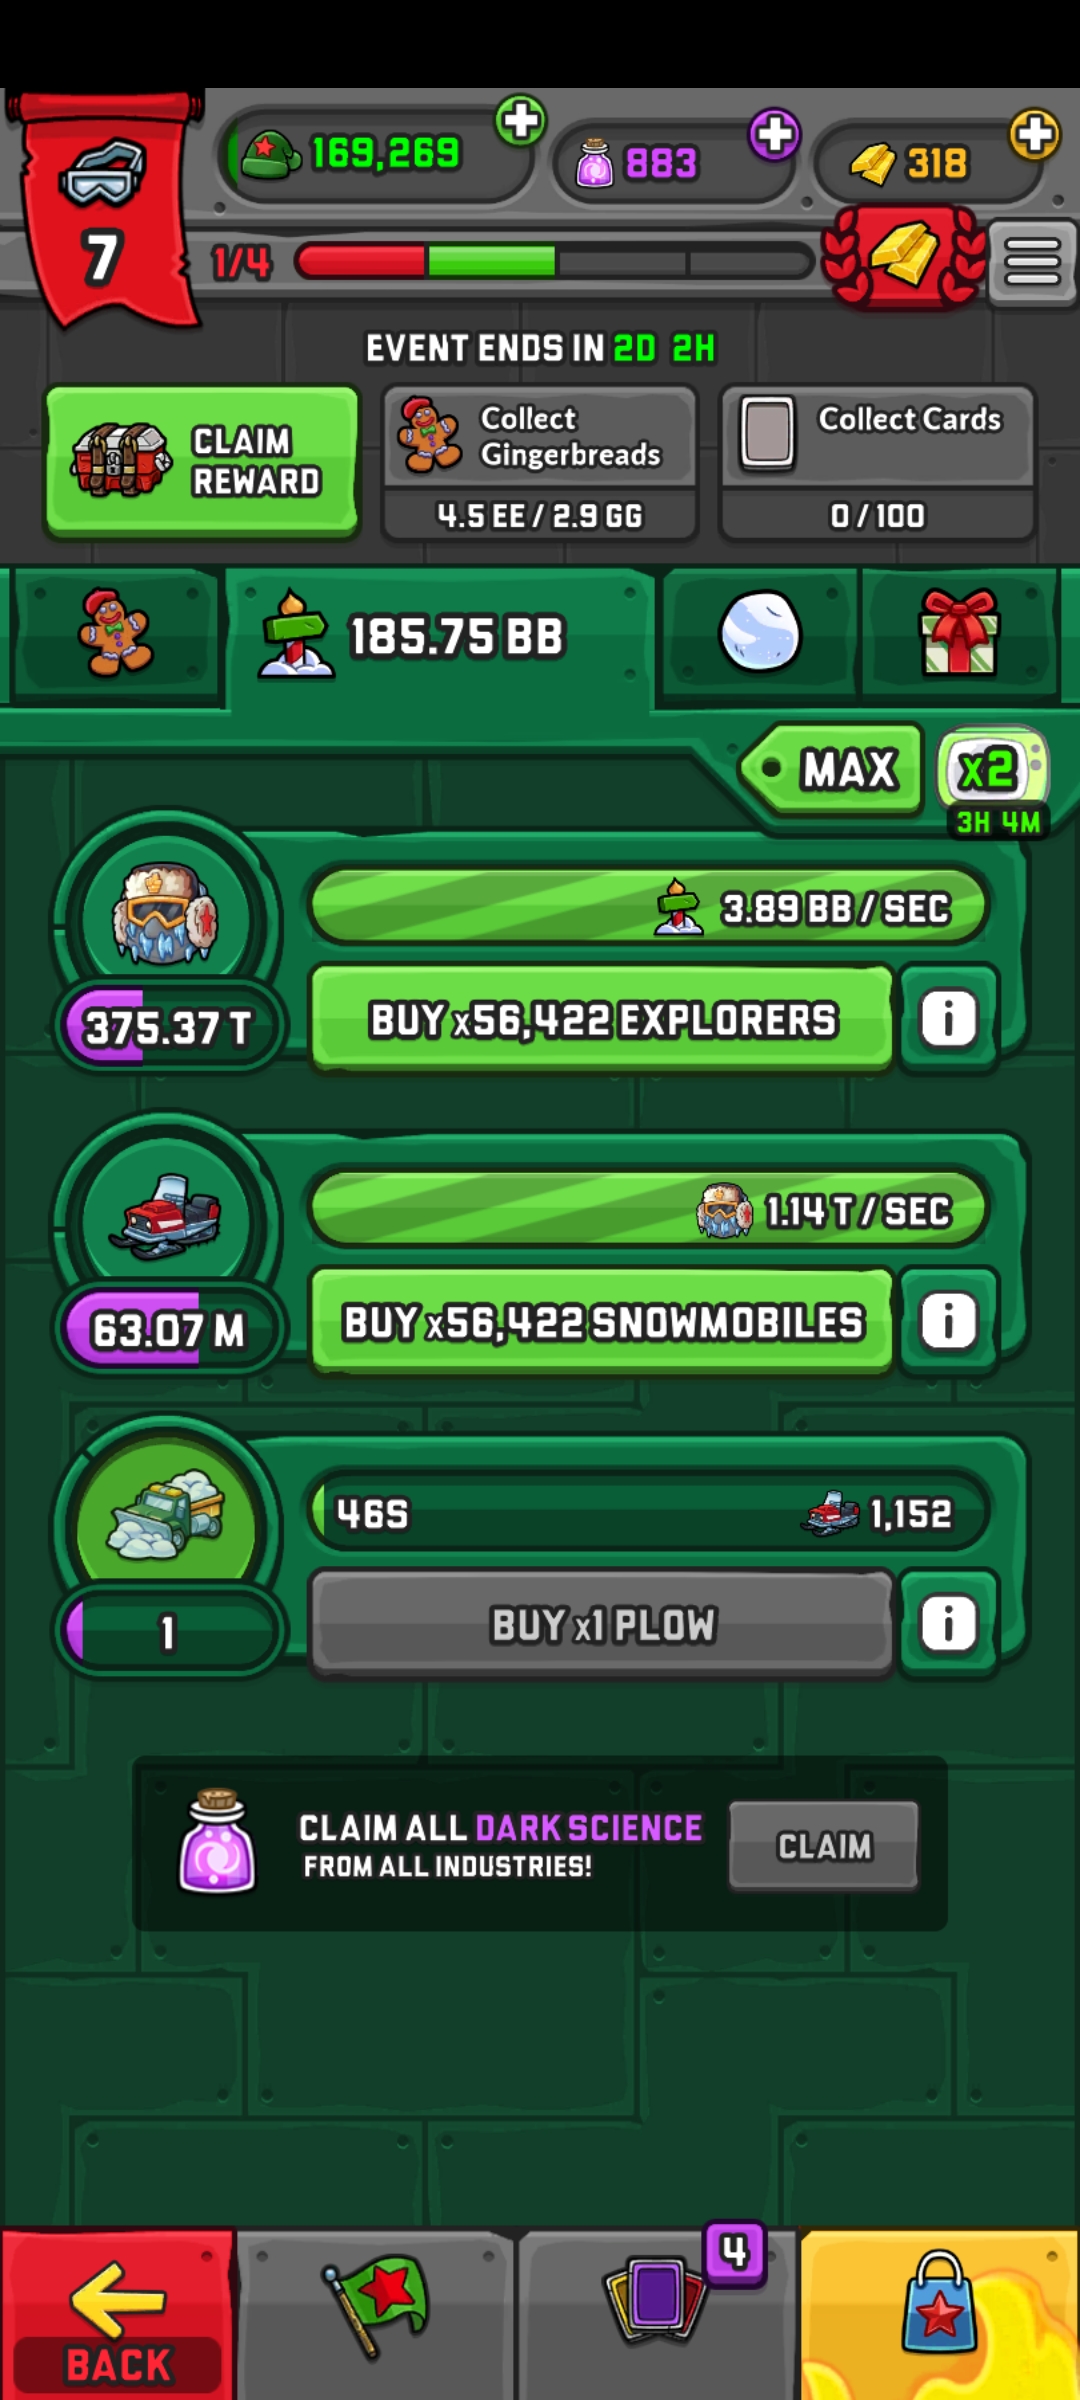 169,269
883
318
7
1/4
EVENT ENDS IN 2D 2H
CLAIM
REWARD
Collect
Gingerbreads
4.5 EE / 2.9 GG
Collect Cards
0 / 100
185.75 BB
MAX
x2
3H 4M
3.89 BB / SEC
375.37 T
BUY x56,422 EXPLORERS
i
1.14 T / SEC
63.07 M
BUY x56,422 SNOWMOBILES
i
46S
1,152
1
BUY x1 PLOW
i
CLAIM ALL DARK SCIENCE
FROM ALL INDUSTRIES!
CLAIM
4
BACK